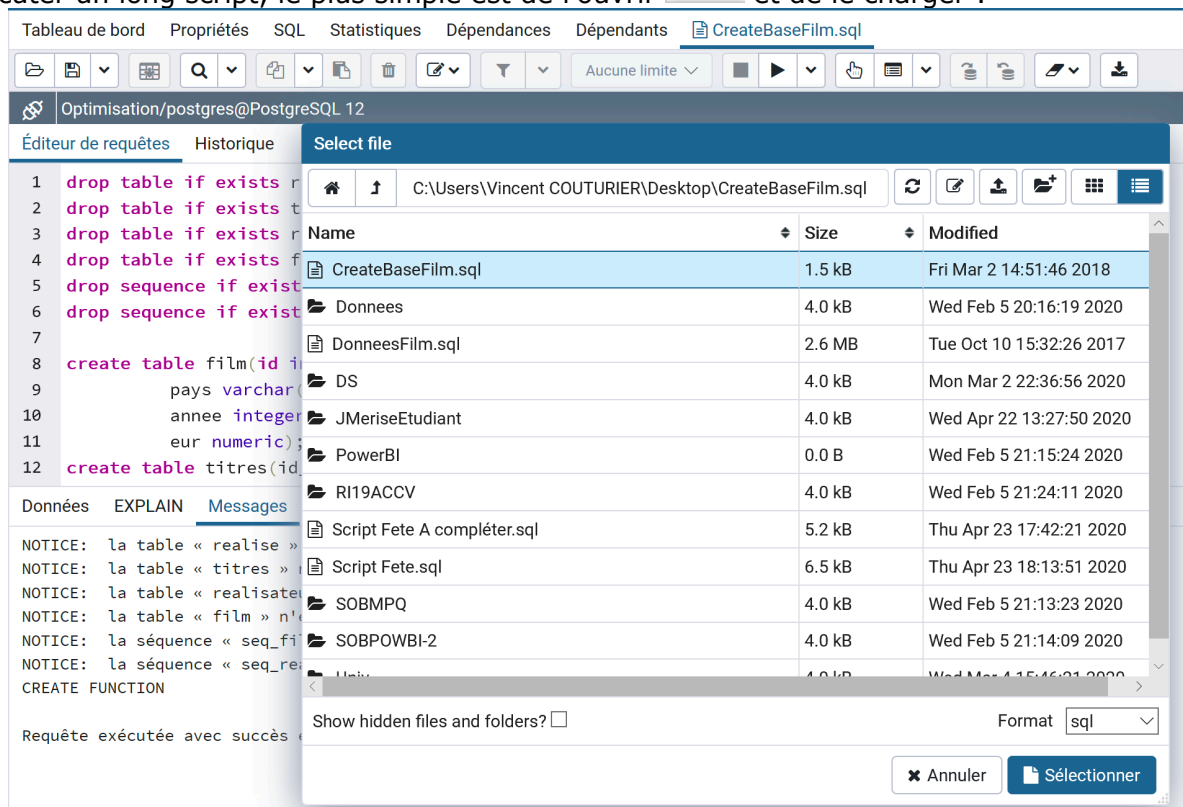 long script, le plus simple est de l'ouvrir et de le charger :
Tableau de bord Propriétés SQL Statistiques Dépendances Dépendants CreateBaseFilm.sql
Aucune limite
Optimisation/postgres@PostgreSQL 12
Éditeur de requêtes Historique
Select file
C:\Users\Vincent COUTURIER\Desktop\CreateBaseFilm.sql
1 drop table if exists r
2 drop table if exists t
3 drop table if exists r
4 drop table if exists f
5 drop sequence if exist
6 drop sequence if exist
7
8 create table film(id i
9 pays varchar(
10 annee integer
11 eur numeric);
12 create table titres(id_
Name Size Modified
CreateBaseFilm.sql 1.5 kB Fri Mar 2 14:51:46 2018
Donnees 4.0 kB Wed Feb 5 20:16:19 2020
DonneesFilm.sql 2.6 MB Tue Oct 10 15:32:26 2017
DS 4.0 kB Mon Mar 2 22:36:56 2020
JMeriseEtudiant 4.0 kB Wed Apr 22 13:27:50 2020
PowerBI 0.0 B Wed Feb 5 21:15:24 2020
RI19ACCV 4.0 kB Wed Feb 5 21:24:11 2020
Script Fete A compléter.sql 5.2 kB Thu Apr 23 17:42:21 2020
Script Fete.sql 6.5 kB Thu Apr 23 18:13:51 2020
SOBMPQ 4.0 kB Wed Feb 5 21:13:23 2020
SOBPOWBI-2 4.0 kB Wed Feb 5 21:14:09 2020
Données EXPLAIN Messages
NOTICE: la table « realise »
NOTICE: la table « titres »
NOTICE: la table « realisate
NOTICE: la table « film » n'
NOTICE: la séquence « seq_fi
NOTICE: la séquence « seq_rea
CREATE FUNCTION
Requête exécutée avec succès
Show hidden files and folders? Format sql
Annuler Sélectionner